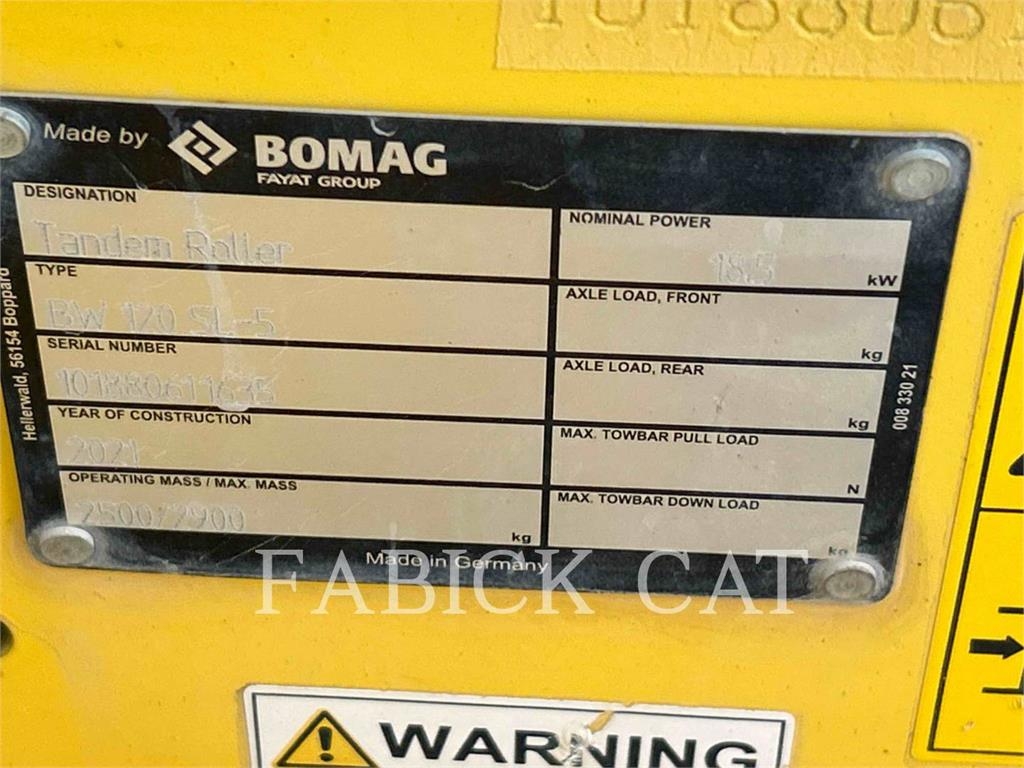 Made by BOMAG
FAYAT GROUP
DESIGNATION
Tandem Roller
TYPE
BW 120 SL-5
SERIAL NUMBER
101880611635
YEAR OF CONSTRUCTION
2021
OPERATING MASS / MAX. MASS
2500/2900
kg
NOMINAL POWER
18,5
kW
AXLE LOAD, FRONT
kg
AXLE LOAD, REAR
kg
MAX. TOWBAR PULL LOAD
N
MAX. TOWBAR DOWN LOAD
kg
Made in Germany
Hellerwald, 56154 Boppard
008 330 21
FABICK CAT
WARNING